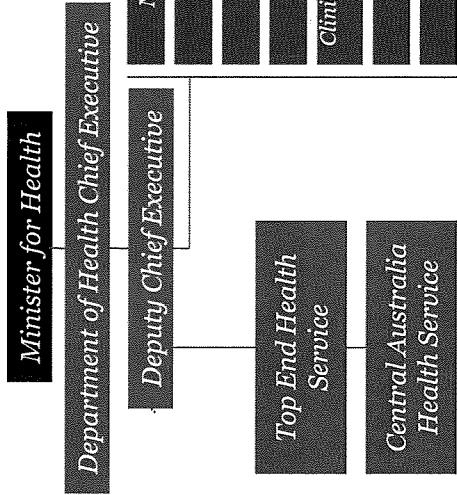 Minister for Health
Department of Health Chief Executive
Deputy Chief Executive
Top End Health
Service
Central Australia
Health Service